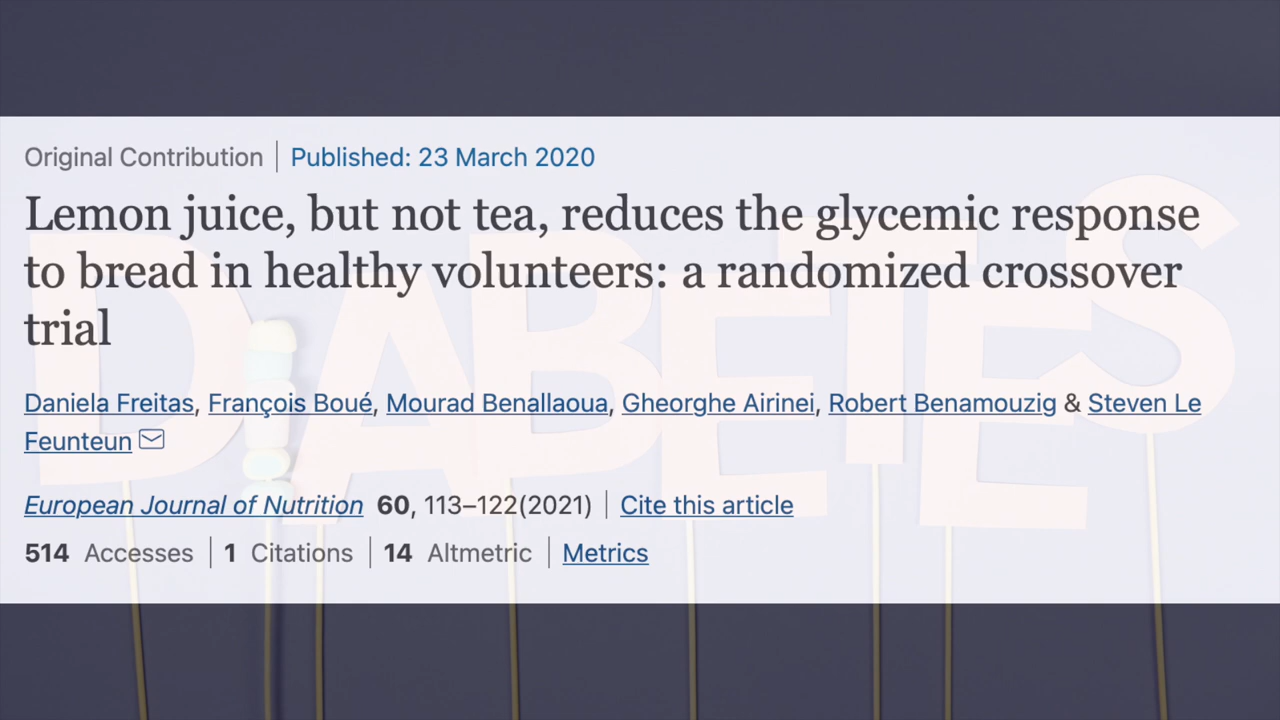 Original Contribution | Published: 23 March 2020
Lemon juice, but not tea, reduces the glycemic response
to bread in healthy volunteers: a randomized crossover
trial
Daniela Freitas, François Boué, Mourad Benallaoua, Gheorghe Airinei, Robert Benamouzig & Steven Le
Feunteun
European Journal of Nutrition 60, 113–122(2021) | Cite this article
514 Accesses | 1 Citations | 14 Altmetric | Metrics
DIABETES